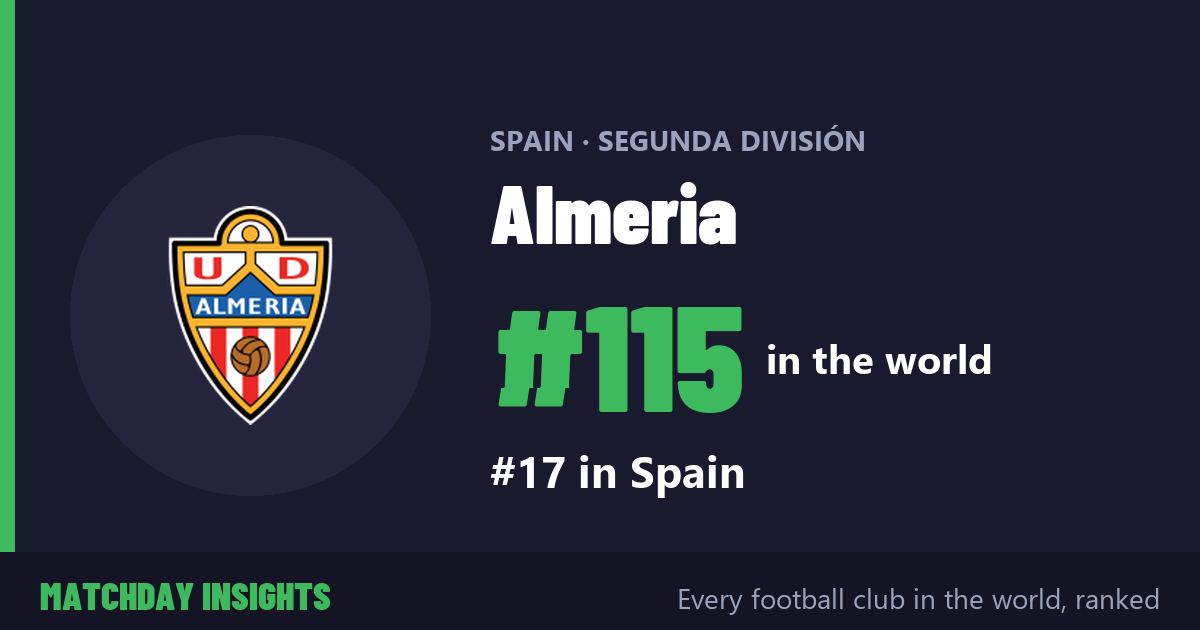 SPAIN · SEGUNDA DIVISIÓN
Almeria
U D
ALMERIA
#115 in the world
#17 in Spain
MATCHDAY INSIGHTS
Every football club in the world, ranked